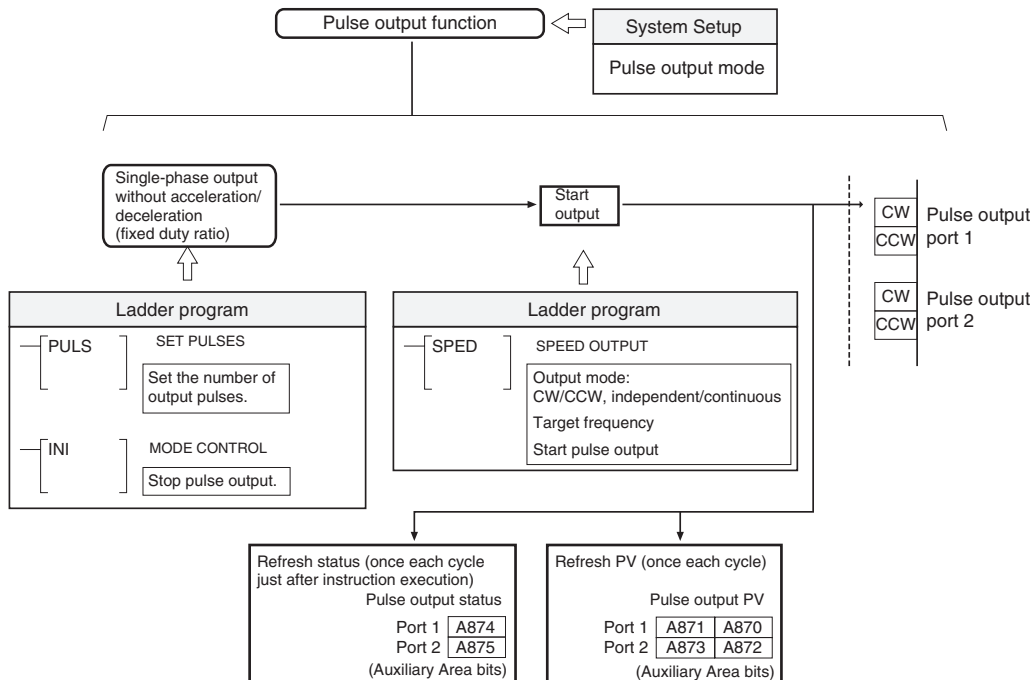 Pulse output function
System Setup
Pulse output mode
Single-phase output
without acceleration/
deceleration
(fixed duty ratio)
Start
output
CW
CCW
Pulse output
port 1
CW
CCW
Pulse output
port 2
Ladder program
PULS
SET PULSES
Set the number of
output pulses.
INI
MODE CONTROL
Stop pulse output.
Ladder program
SPED
SPEED OUTPUT
Output mode:
CW/CCW, independent/continuous
Target frequency
Start pulse output
Refresh status (once each cycle
just after instruction execution)
Pulse output status
Port 1 A874
Port 2 A875
(Auxiliary Area bits)
Refresh PV (once each cycle)
Pulse output PV
Port 1 A871 A870
Port 2 A873 A872
(Auxiliary Area bits)